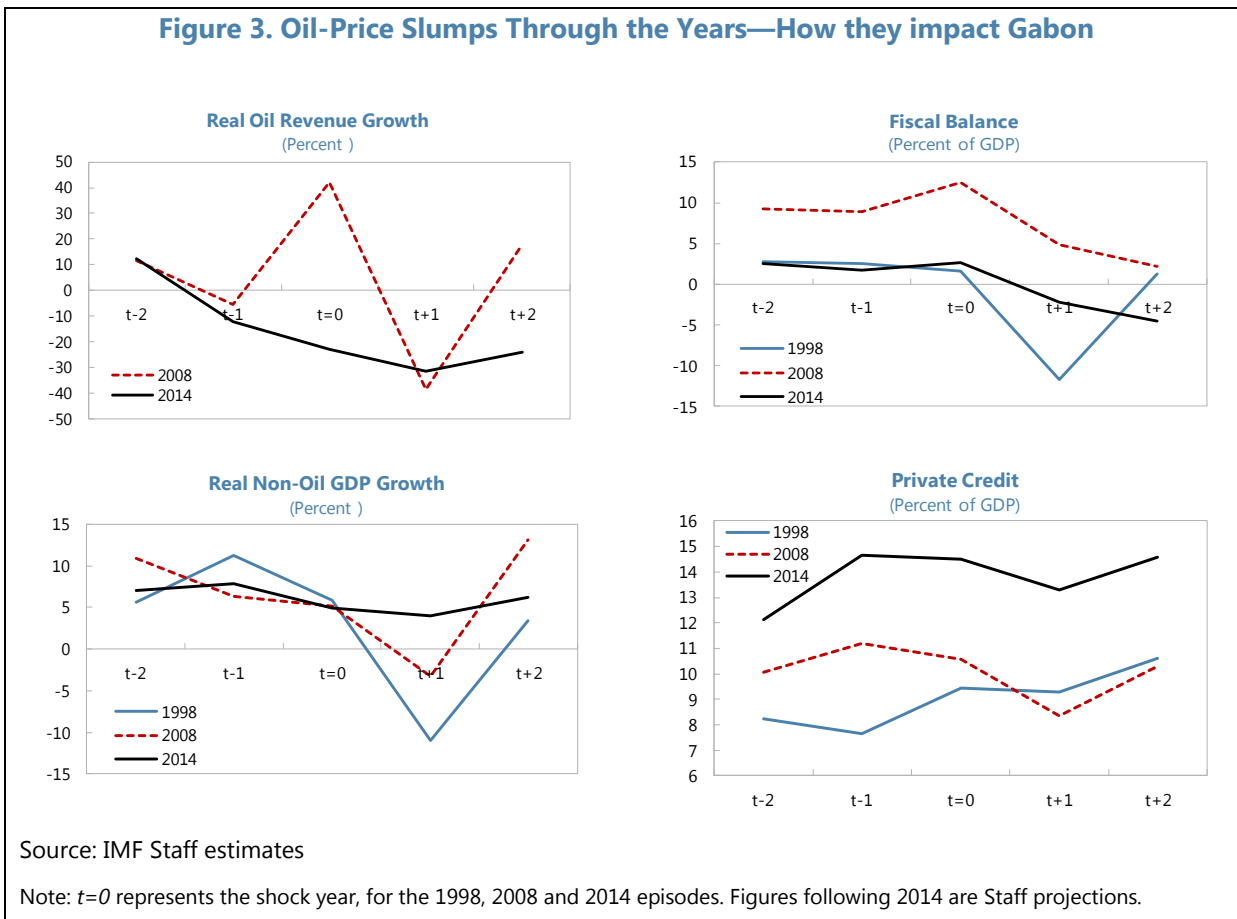 Figure 3. Oil-Price Slumps Through the Years—How they impact Gabon
Real Oil Revenue Growth
(Percent )
50
40
30
20
10
0
-10
-20
-30
-40
-50
t-2
t-1
t=0
t+1
t+2
2008
2014
Fiscal Balance
(Percent of GDP)
15
10
5
0
-5
-10
-15
t-2
t-1
t=0
t+1
t+2
1998
2008
2014
Real Non-Oil GDP Growth
(Percent )
15
10
5
0
-5
-10
-15
t-2
t-1
t=0
t+1
t+2
1998
2008
2014
Private Credit
(Percent of GDP)
16
15
14
13
12
11
10
9
8
7
6
1998
2008
2014
t-2
t-1
t=0
t+1
t+2
Source: IMF Staff estimates
Note: t=0 represents the shock year, for the 1998, 2008 and 2014 episodes. Figures following 2014 are Staff projections.